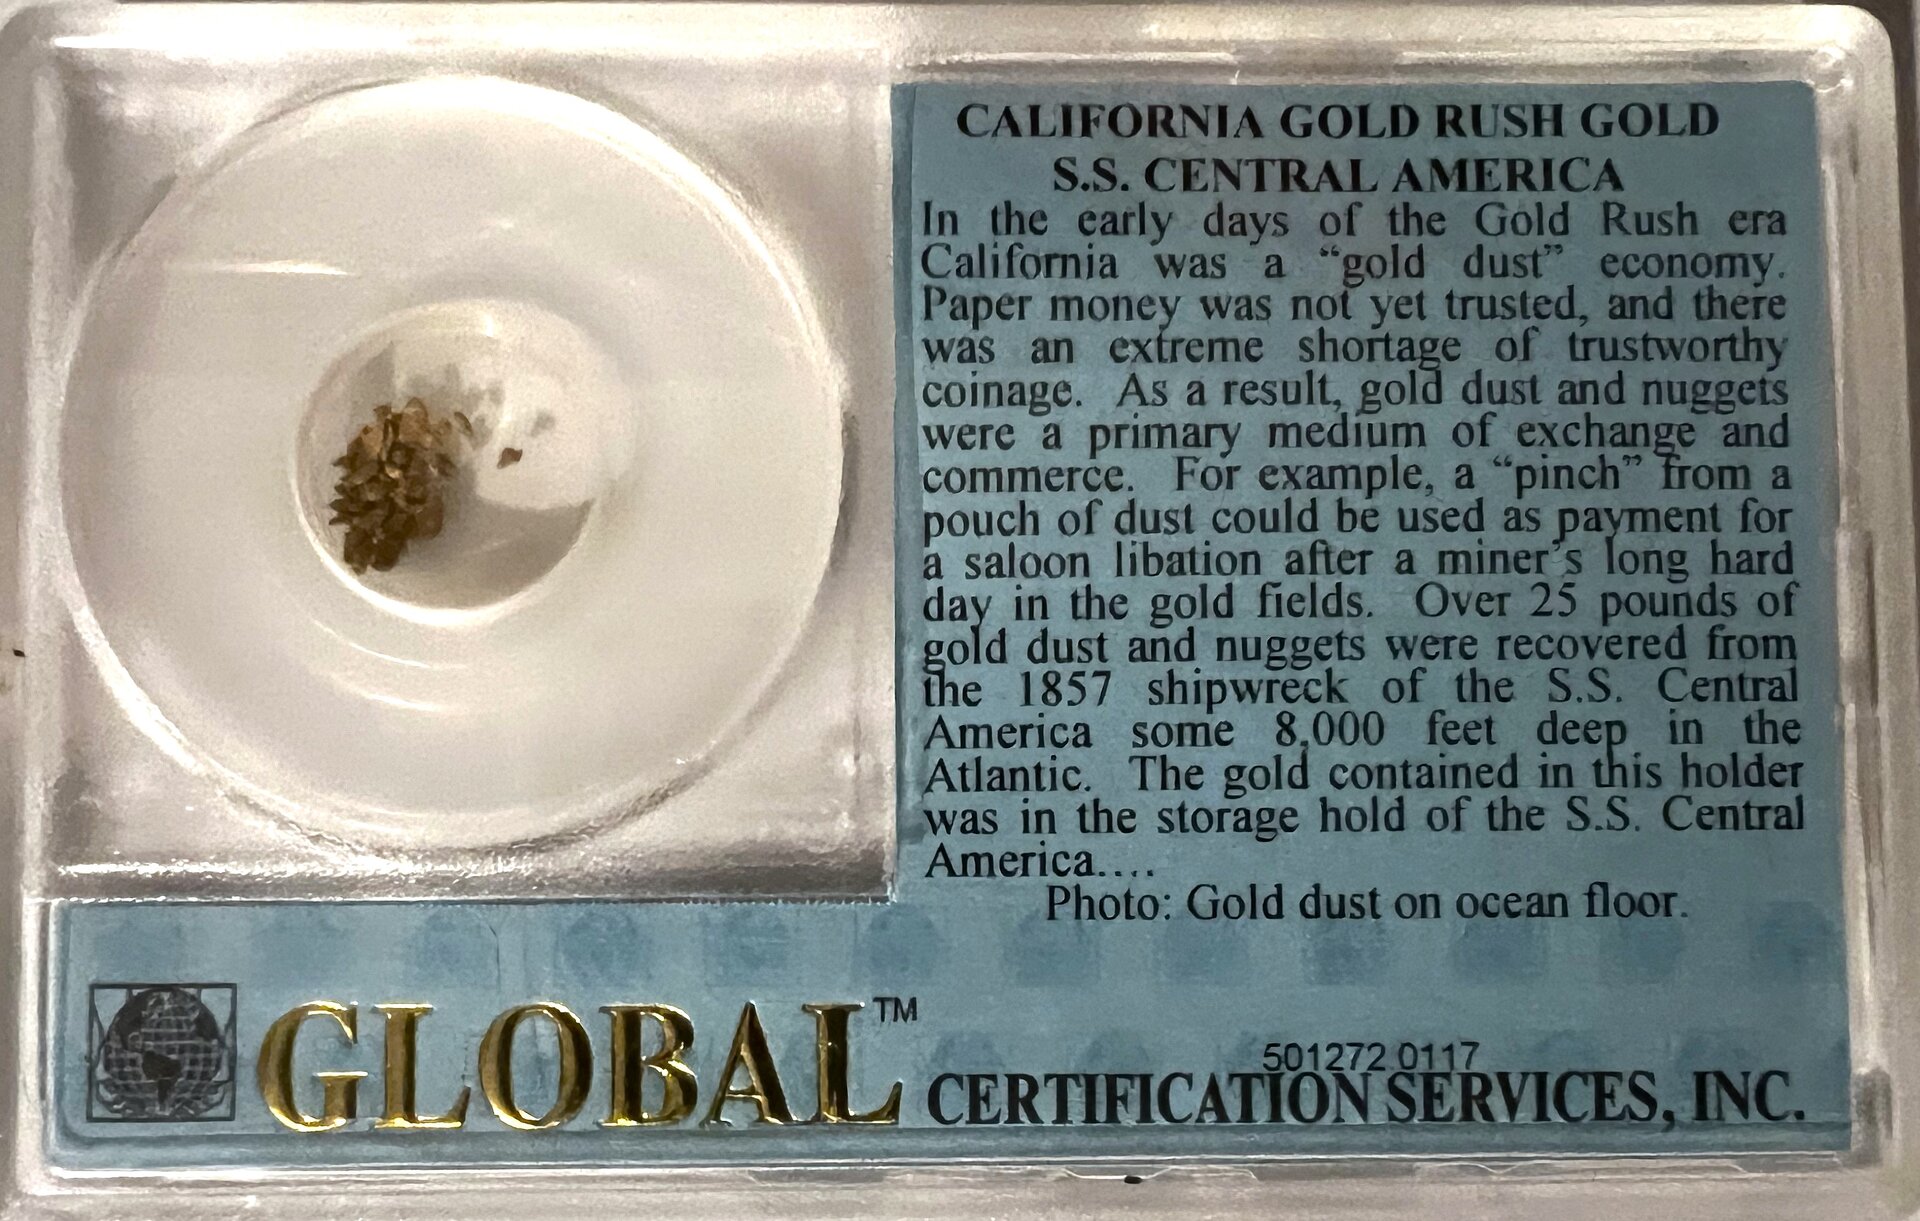 CALIFORNIA GOLD RUSH GOLD
S.S. CENTRAL AMERICA
In the early days of the Gold Rush era
California was a “gold dust” economy.
Paper money was not yet trusted, and there
was an extreme shortage of trustworthy
coinage. As a result, gold dust and nuggets
were a primary medium of exchange and
commerce. For example, a “pinch” from a
pouch of dust could be used as payment for
a saloon libation after a miner’s long hard
day in the gold fields. Over 25 pounds of
gold dust and nuggets were recovered from
the 1857 shipwreck of the S.S. Central
America some 8,000 feet deep in the
Atlantic. The gold contained in this holder
was in the storage hold of the S.S. Central
America....
Photo: Gold dust on ocean floor.
501272 0117
GLOBAL™ CERTIFICATION SERVICES, INC.